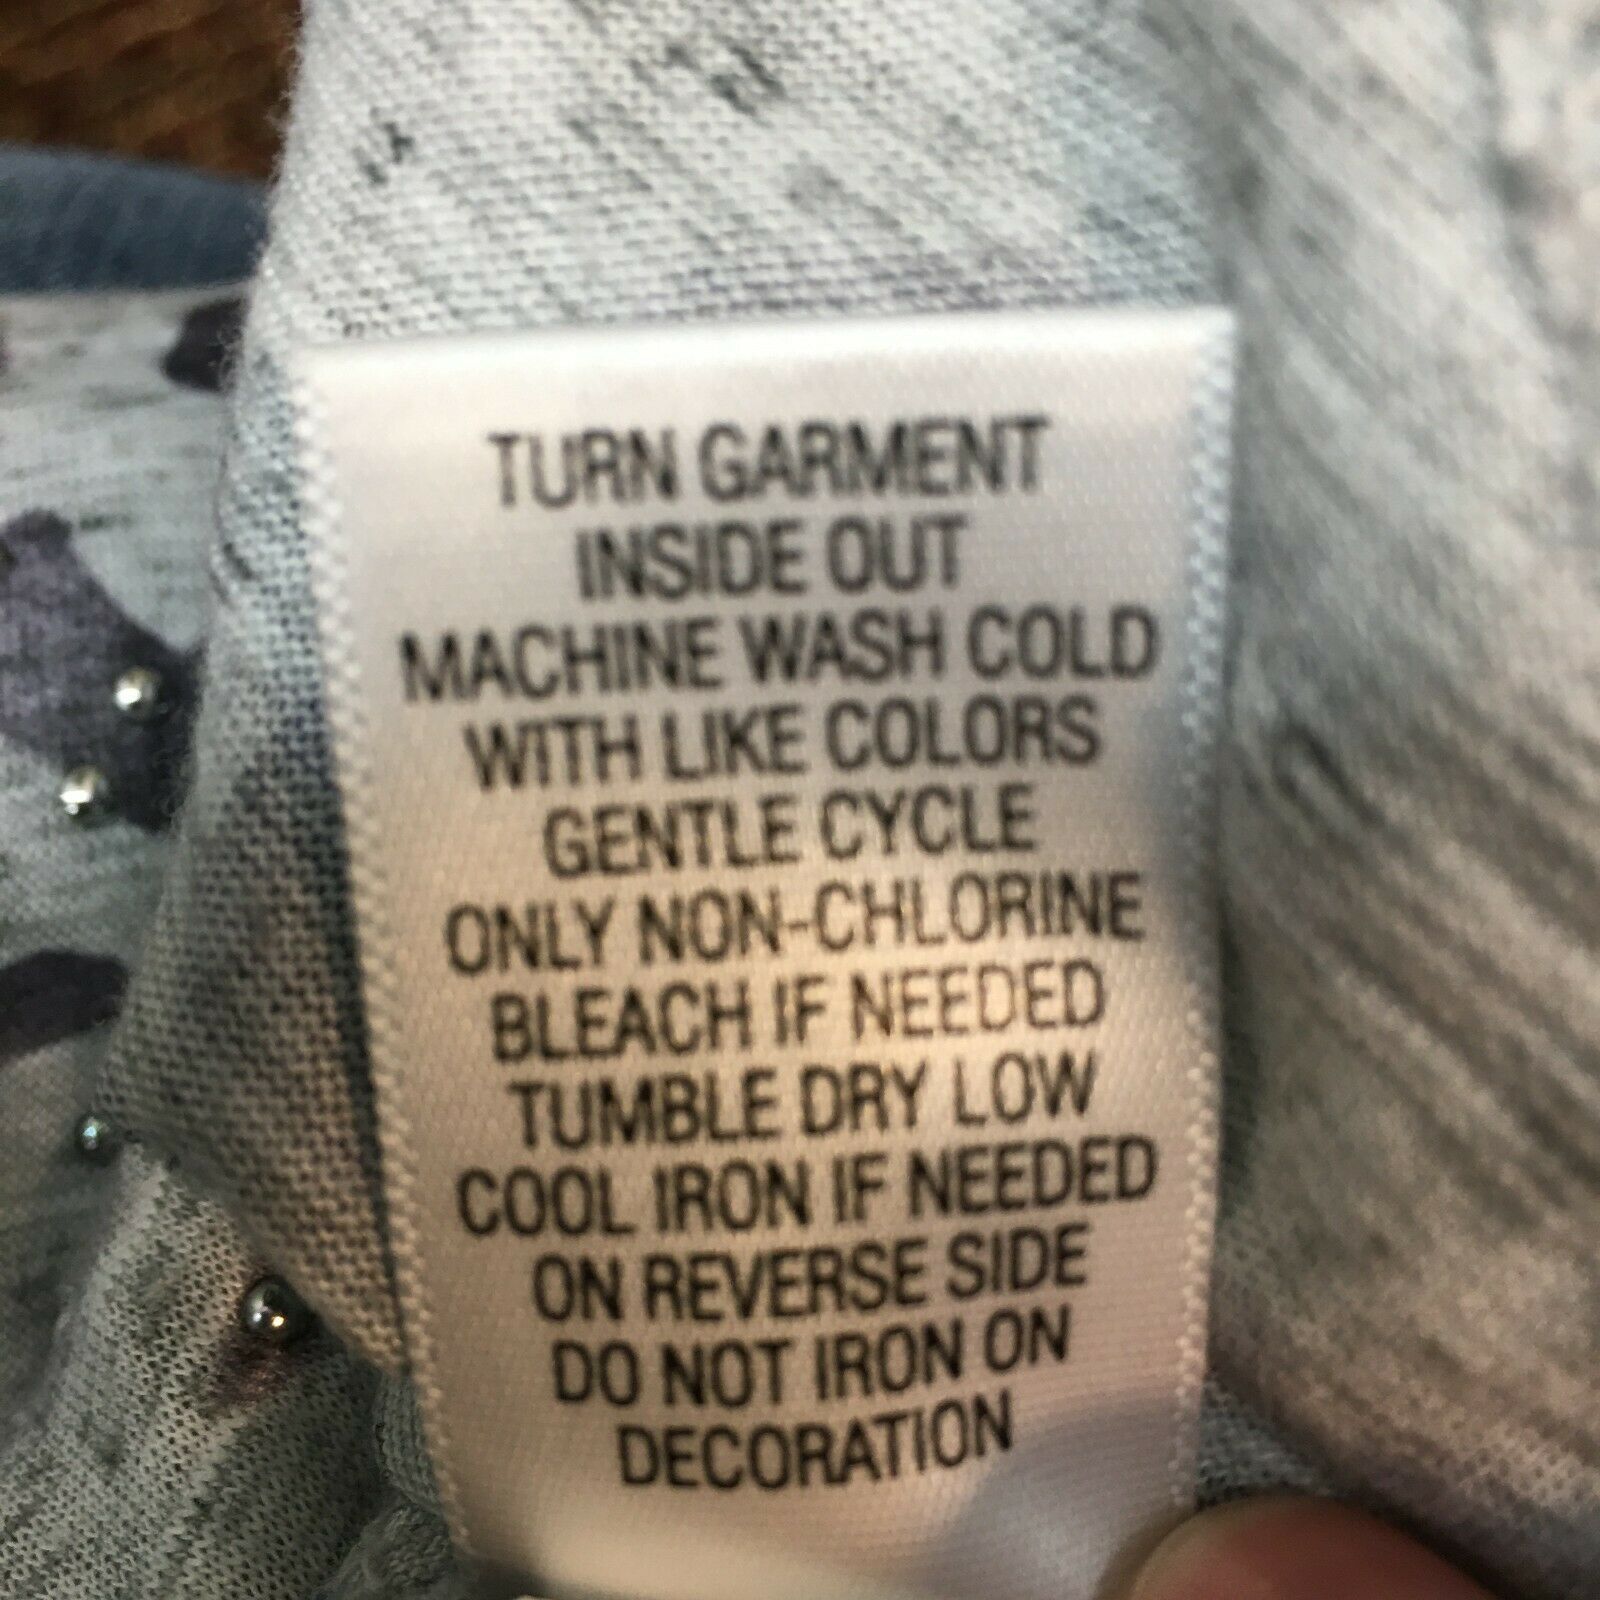 TURN GARMENT
INSIDE OUT
MACHINE WASH COLD
WITH LIKE COLORS
GENTLE CYCLE
ONLY NON-CHLORINE
BLEACH IF NEEDED
TUMBLE DRY LOW
COOL IRON IF NEEDED
ON REVERSE SIDE
DO NOT IRON ON
DECORATION